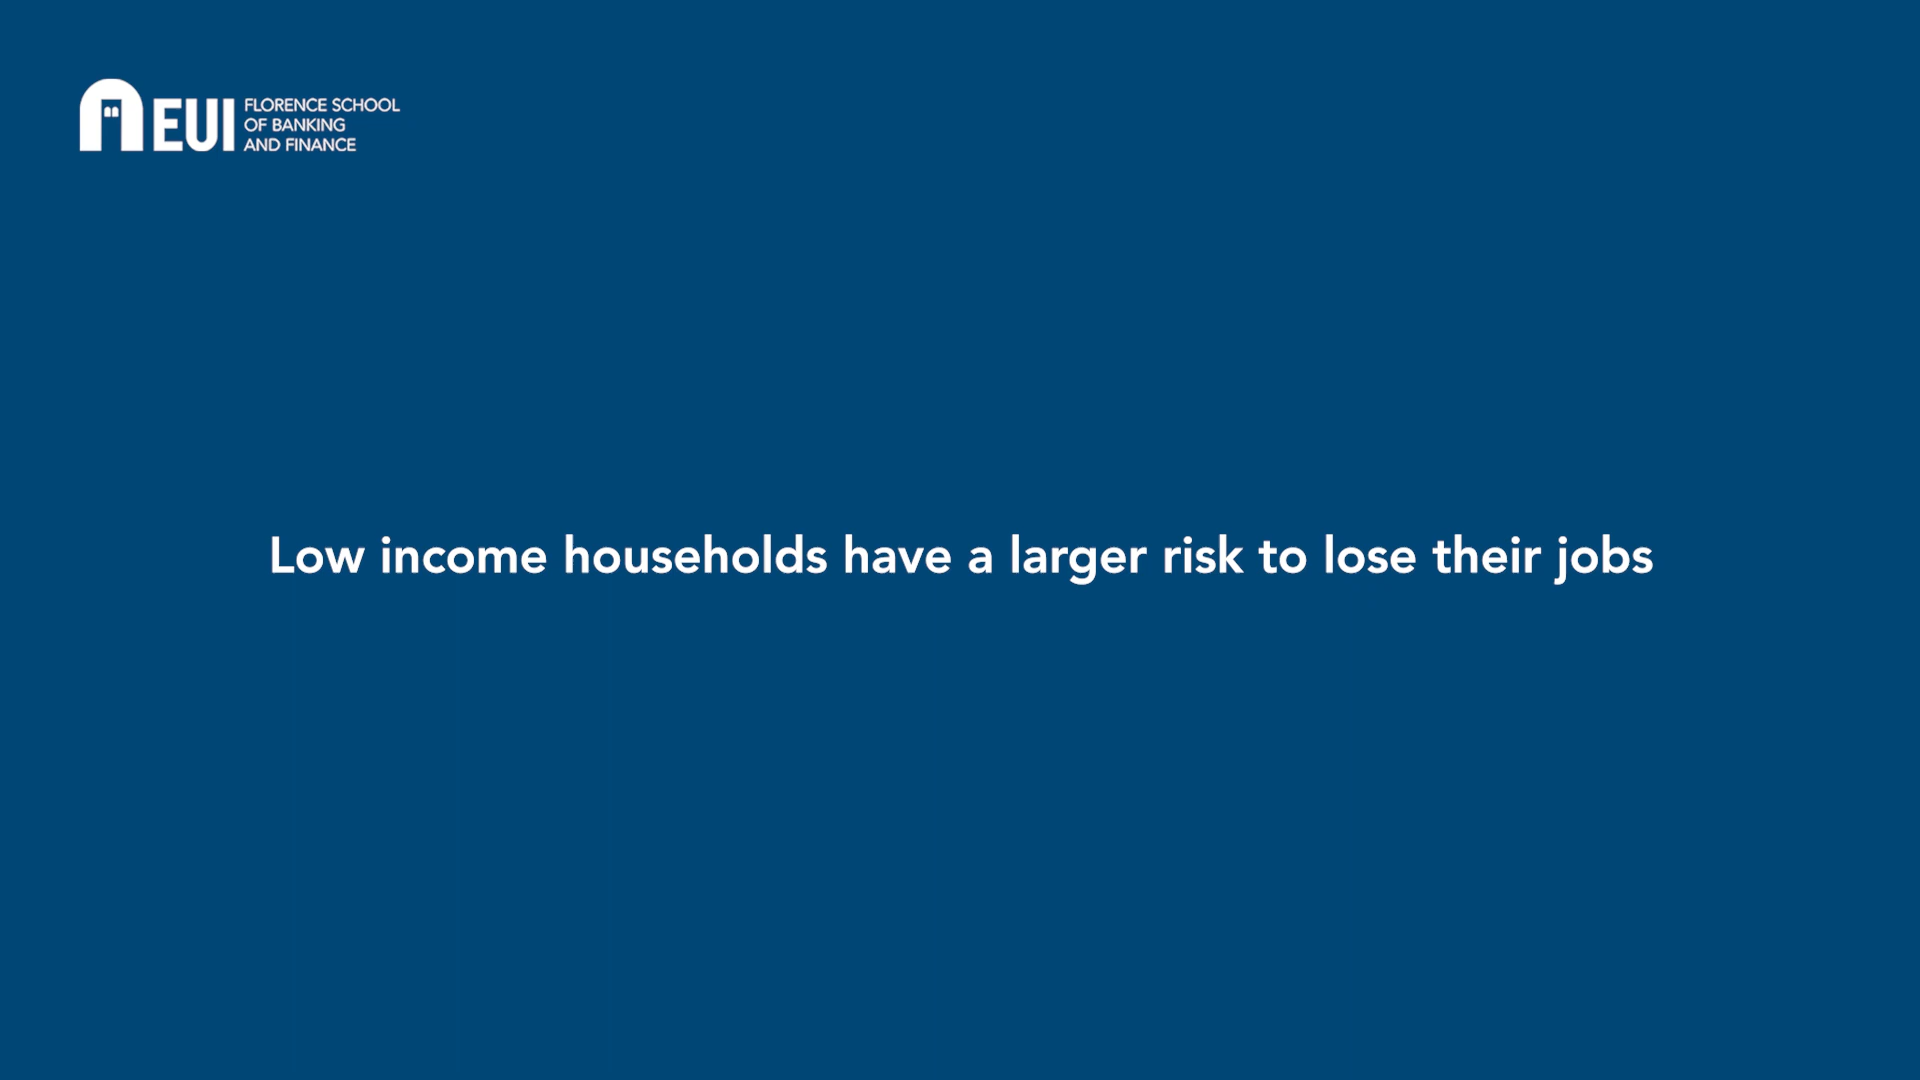 EUI
FLORENCE SCHOOL
OF BANKING
AND FINANCE
Low income households have a larger risk to lose their jobs